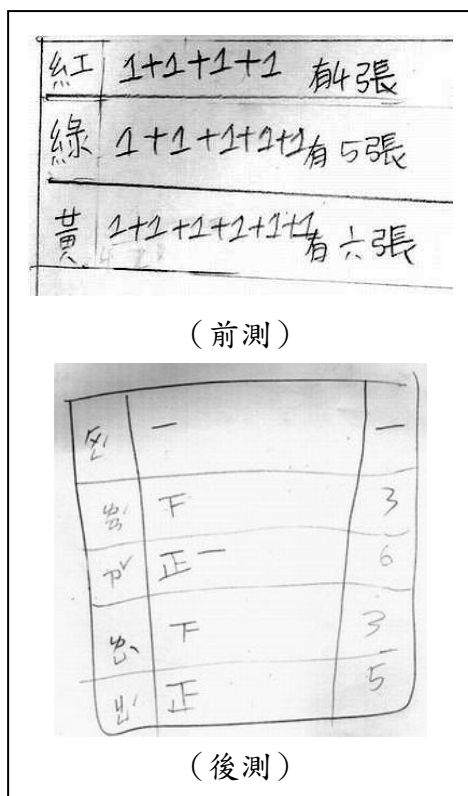 紅 1+1+1+1 有4張
綠 1+1+1+1+1 有5張
黃 1+1+1+1+1+1 有六張
(前測)
一 一
下 3
正一 6
下 3
正 5
(後測)